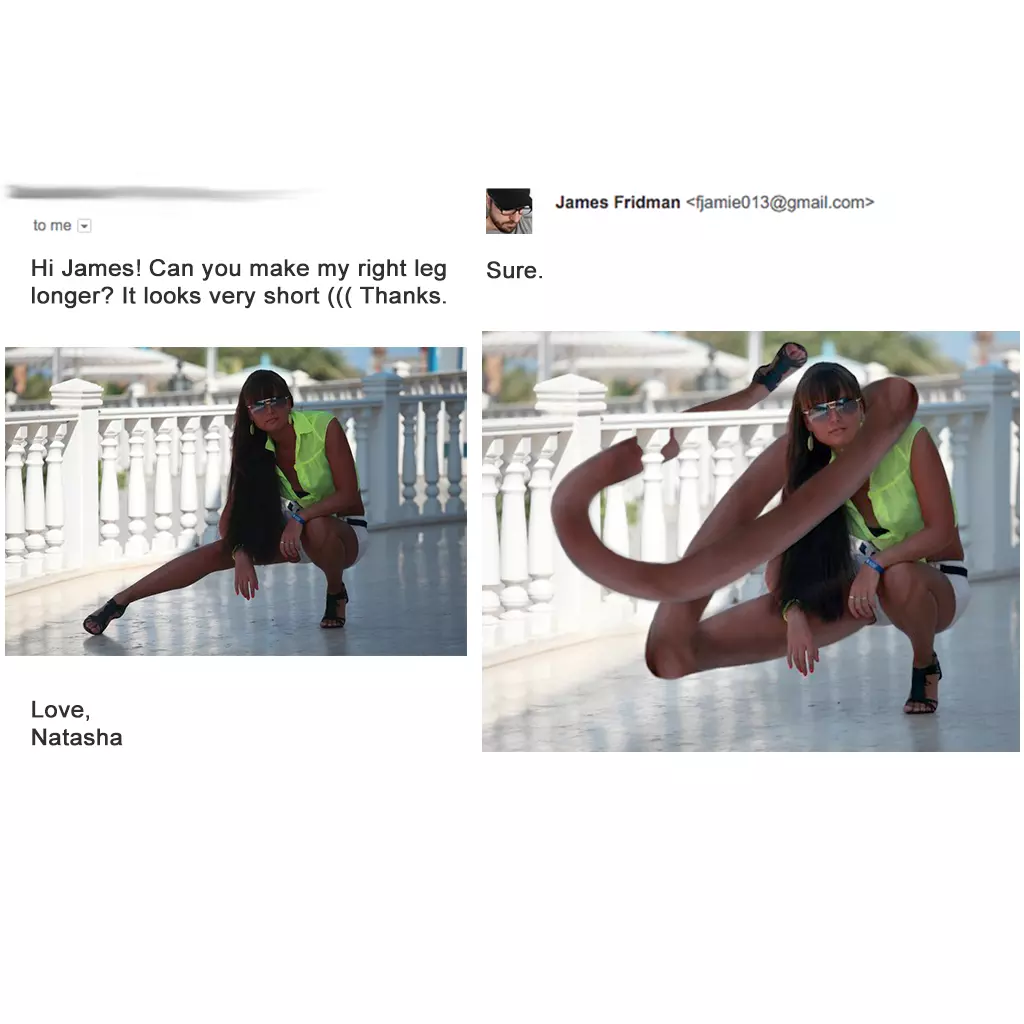 to me
Hi James! Can you make my right leg
longer? It looks very short ((( Thanks.
Love,
Natasha
James Fridman <fjamie013@gmail.com>
Sure.